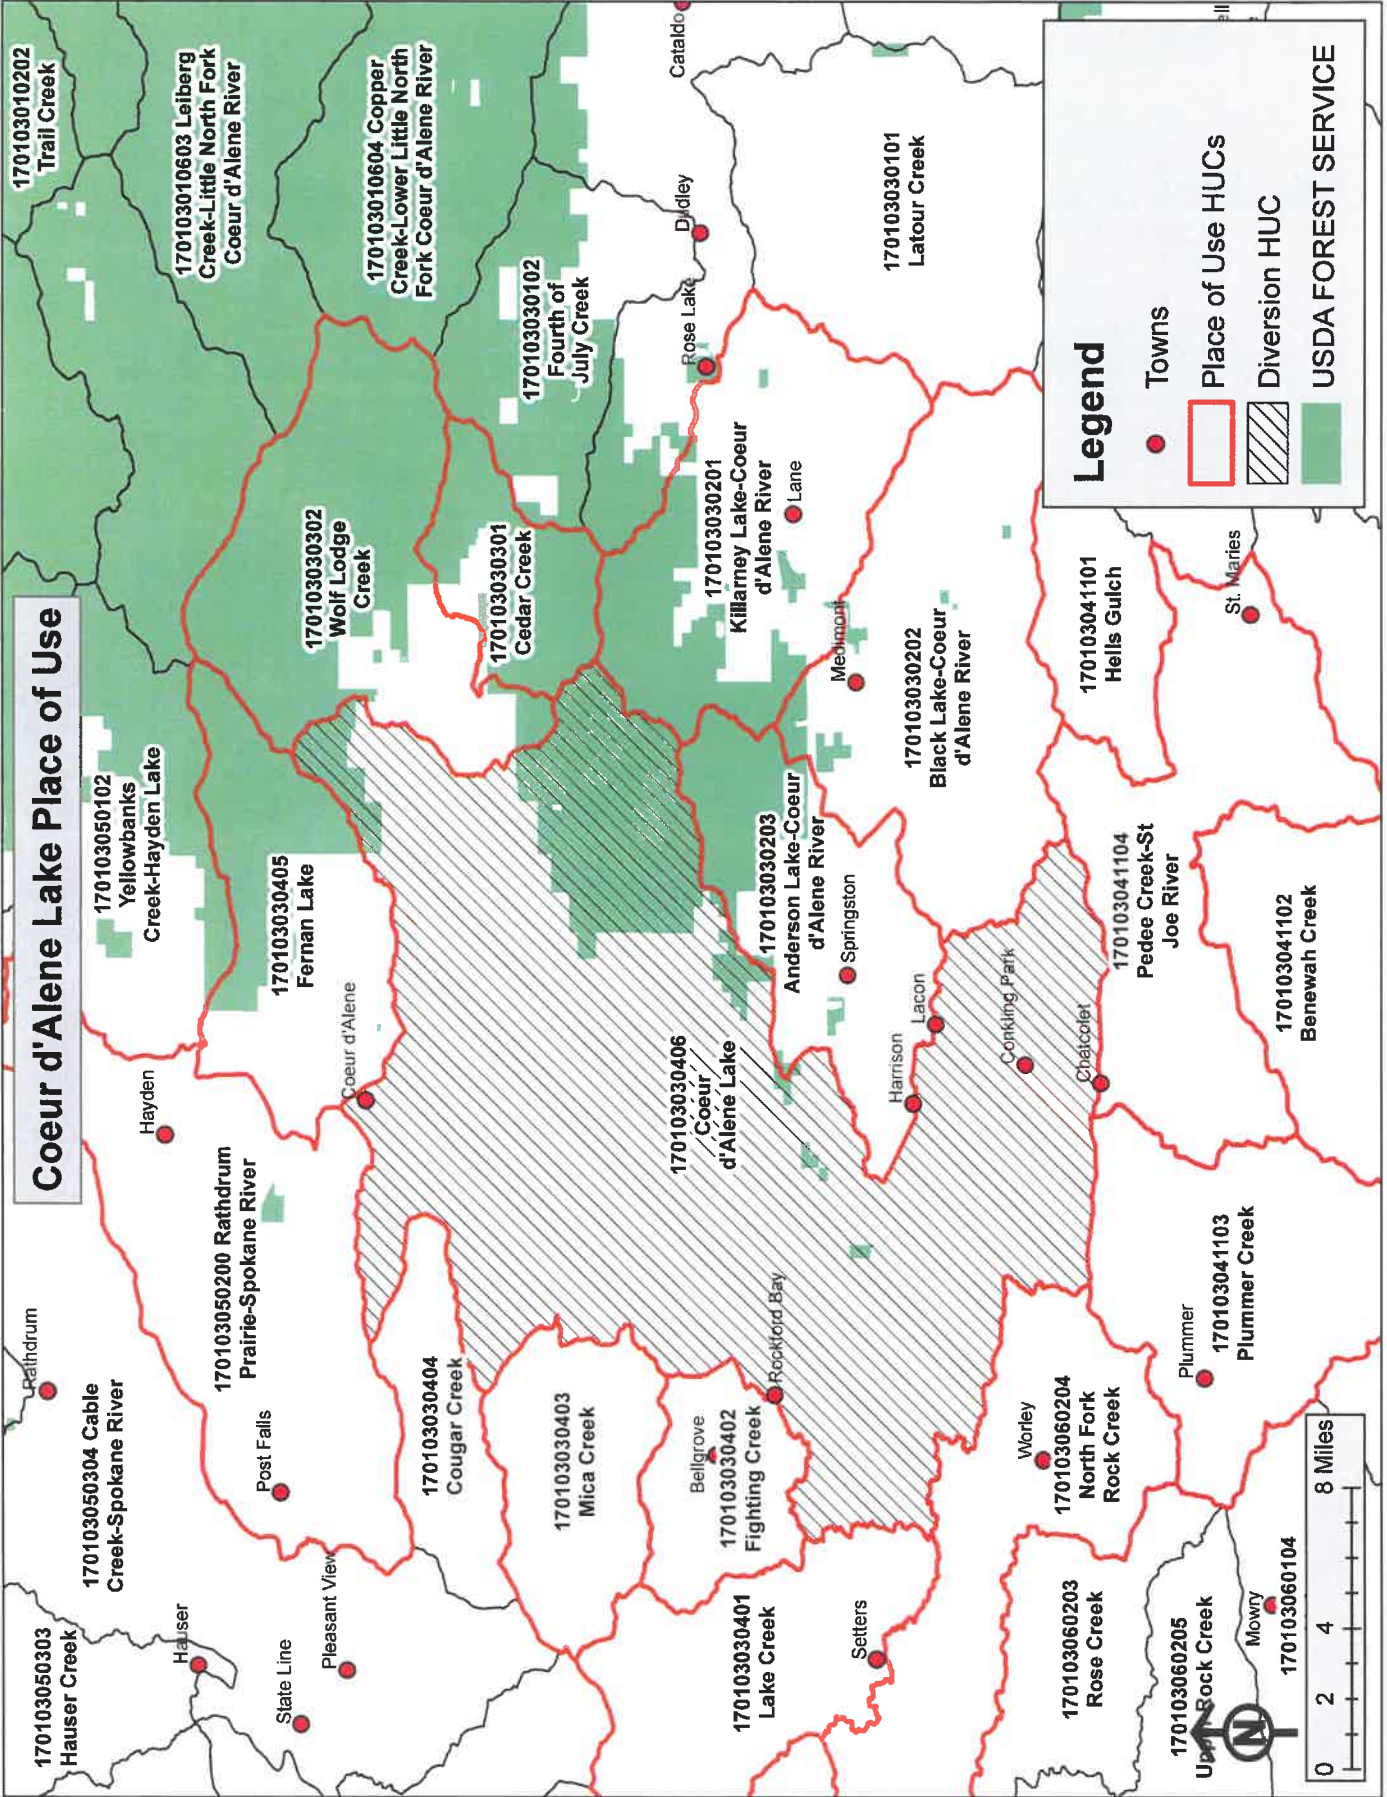 Coeur d'Alene Lake Place of Use
170103050303
Hauser Creek
170103050304 Cable
Creek-Spokane River
Rathdrum
Hauser
State Line
Pleasant View
Post Falls
170103050200 Rathdrum
Prairie-Spokane River
Hayden
Coeur d'Alene
170103050102
Yellowbanks
Creek-Hayden Lake
170103030405
Fernan Lake
170103010202
Trail Creek
170103010603 Leiberg
Creek-Little North Fork
Coeur d'Alene River
170103010604 Copper
Creek-Lower Little North
Fork Coeur d'Alene River
170103030302
Wolf Lodge
Creek
170103030301
Cedar Creek
170103030102
Fourth of
July Creek
Cataldo
Dudley
Rose Lake
170103030404
Cougar Creek
170103030403
Mica Creek
Bellgrove
170103030402
Fighting Creek
Rockford Bay
170103030406
Coeur
d'Alene Lake
170103030201
Killarney Lake-Coeur
d'Alene River
Lane
170103030101
Latour Creek
170103030401
Lake Creek
Setters
170103030203
Anderson Lake-Coeur
d'Alene River
Springston
Medimont
Harrison
Lacon
170103030202
Black Lake-Coeur
d'Alene River
Conkling Park
Chatcolet
170103060203
Rose Creek
Worley
170103060204
North Fork
Rock Creek
170103041104
Pedee Creek-St
Joe River
170103041101
Hells Gulch
St. Maries
170103060205
Upper Rock Creek
Mowry
170103060104
Plummer
170103041103
Plummer Creek
170103041102
Benewah Creek
N
0 2 4 8 Miles
Legend
Towns
Place of Use HUCs
Diversion HUC
USDA FOREST SERVICE